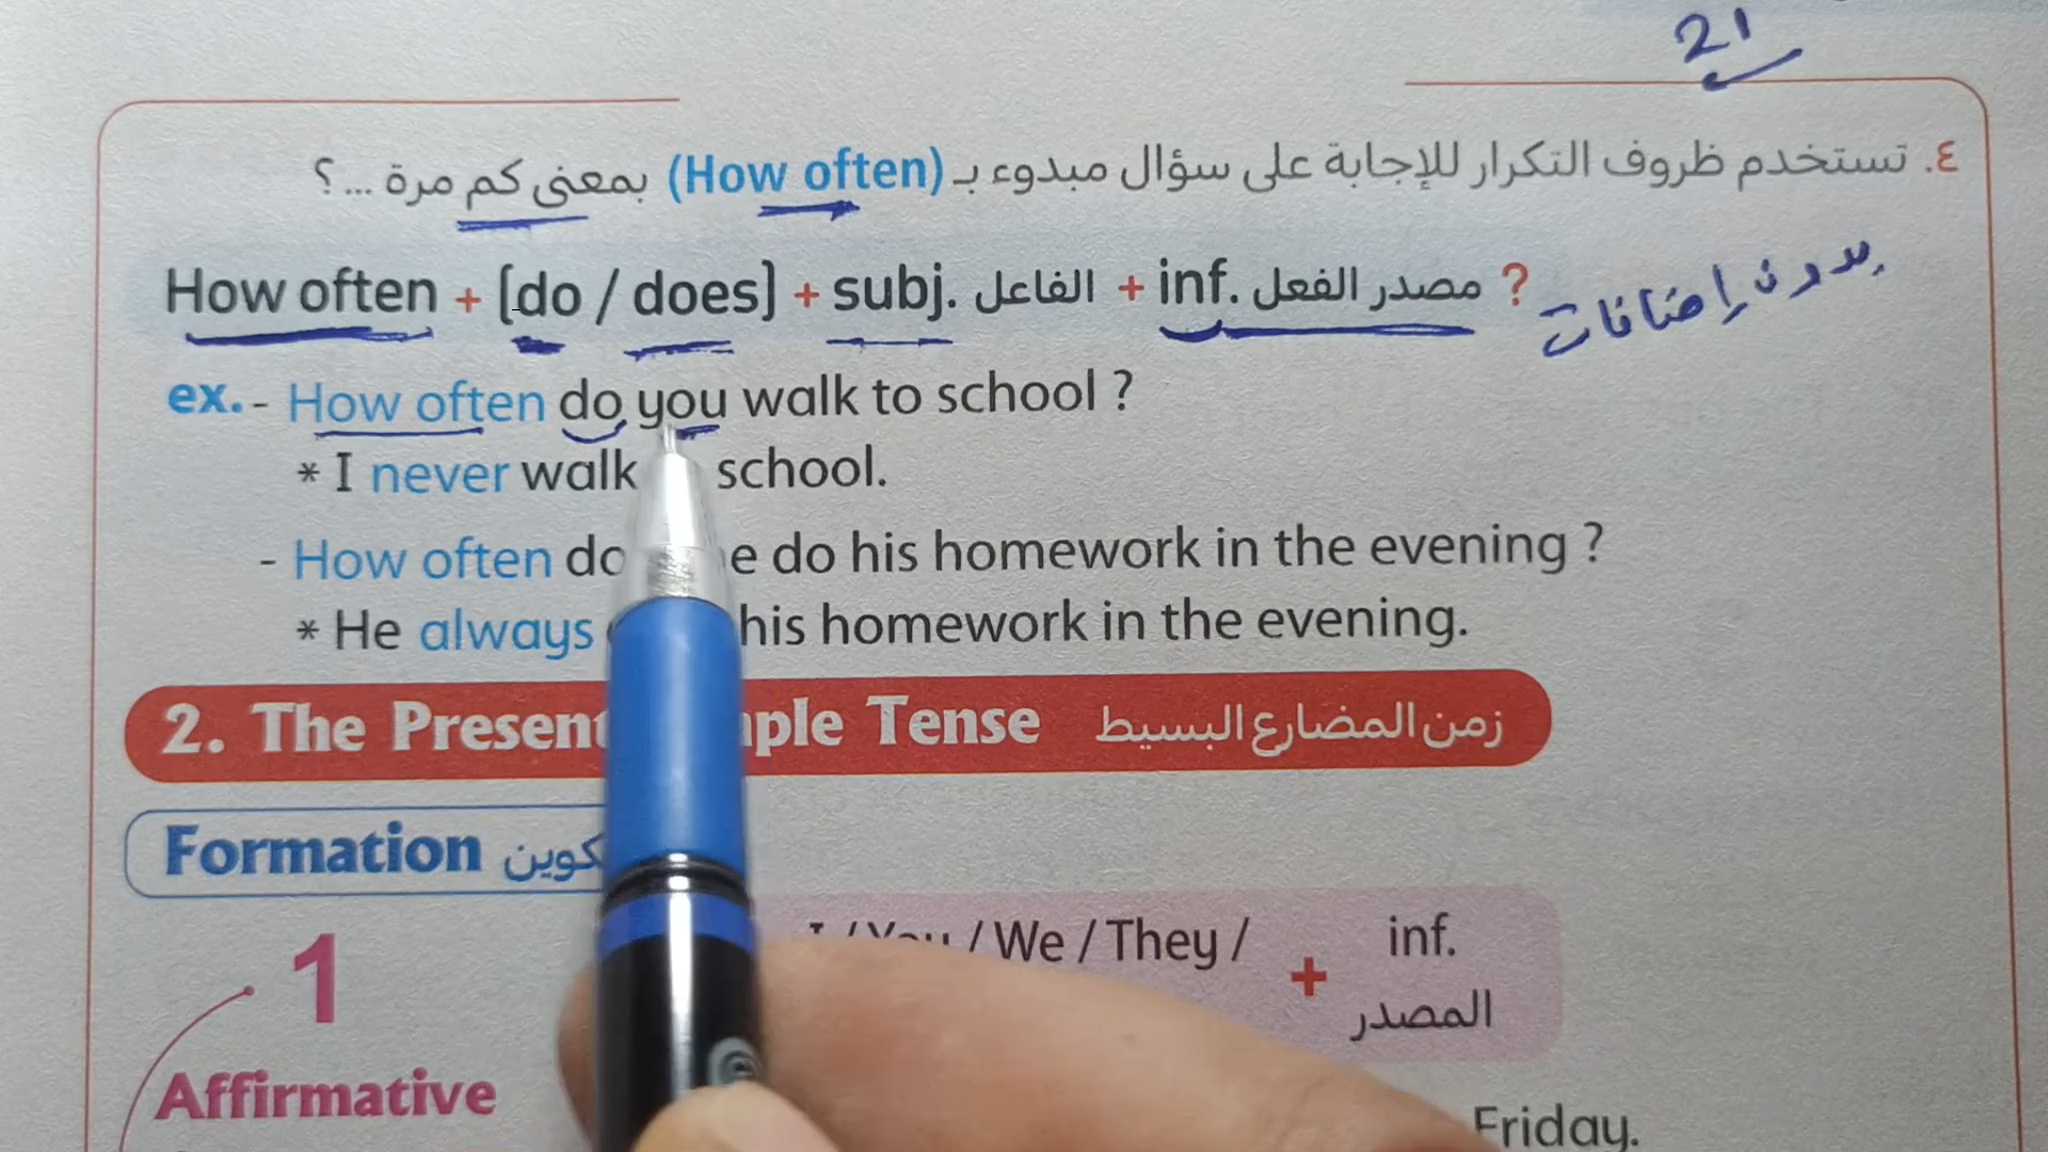 21
٤. تستخدم ظروف التكرار للإجابة على سؤال مبدوء بـ (How often) بمعنى كم مرة ... ؟
How often + [do / does] + subj. الفاعل + inf. مصدر الفعل ? بدون إضافات
ex. - How often do you walk to school ?
* I never walk school.
- How often do his homework in the evening ?
* He always his homework in the evening.
2. The Present Tense زمن المضارع البسيط
Formation
1 / We / They / + inf.
المصدر
Affirmative
Friday.